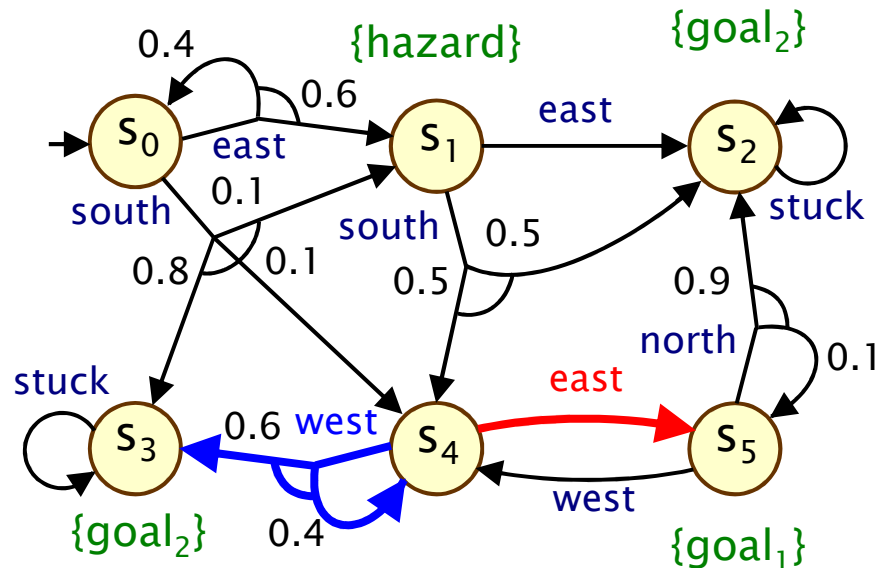 {goal₂}
{hazard}
0.4
0.6
s₀
east
s₁
east
s₂
south
0.1
south
0.5
stuck
0.8
0.1
0.5
0.9
north
0.1
stuck
east
0.6
west
s₃
s₄
s₅
west
0.4
{goal₂}
{goal₁}